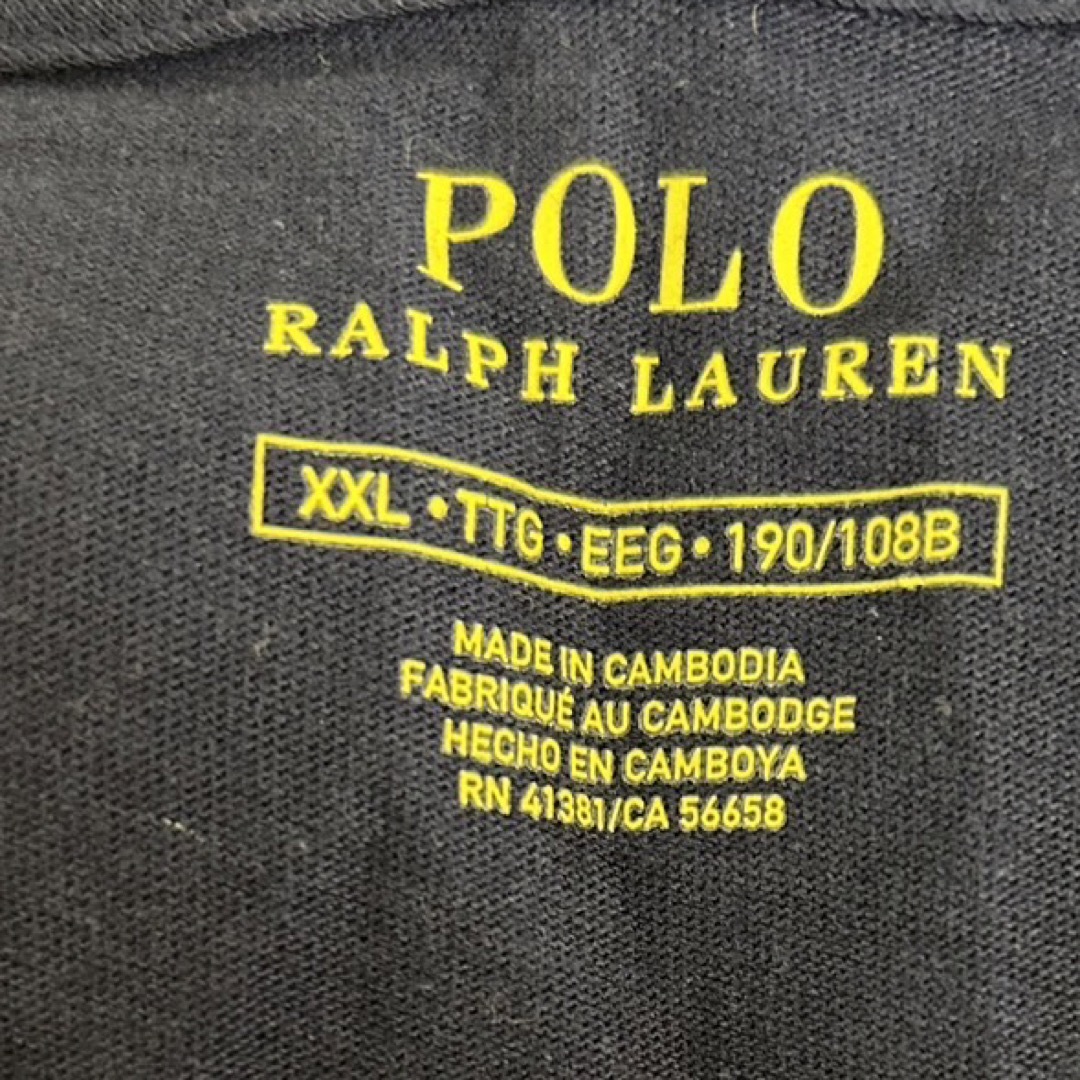 POLO
RALPH LAUREN
XXL • TTG • EEG • 190/108B
MADE IN CAMBODIA
FABRIQUÉ AU CAMBODGE
HECHO EN CAMBOYA
RN 41381/CA 56658